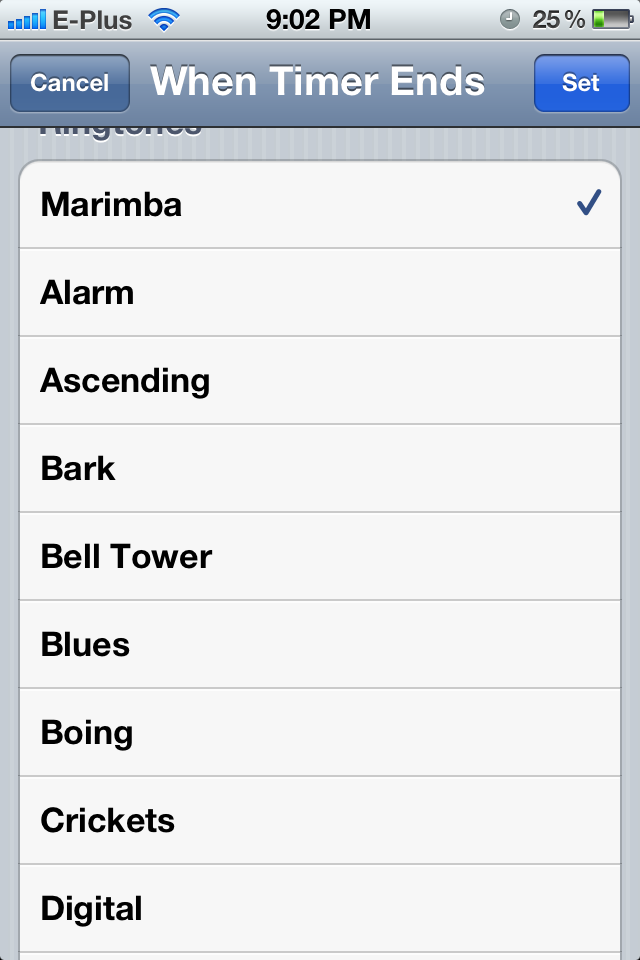 E-Plus 9:02 PM 25 %
Cancel When Timer Ends Set
Ringtones
Marimba
Alarm
Ascending
Bark
Bell Tower
Blues
Boing
Crickets
Digital